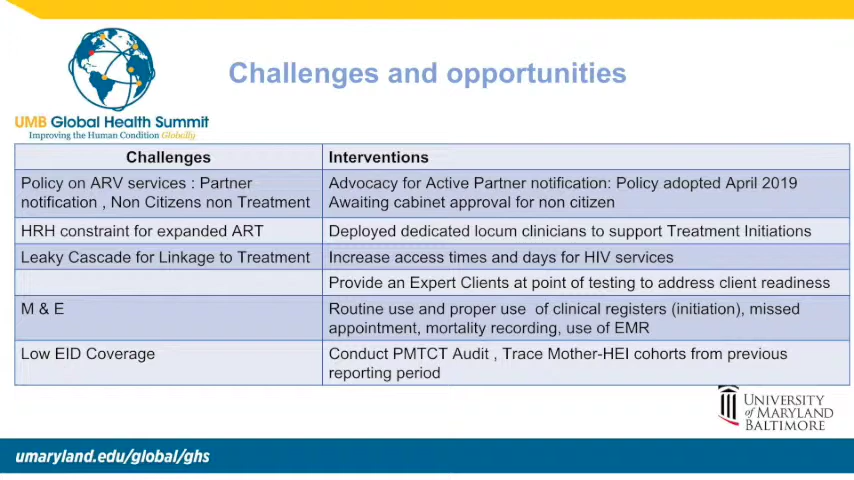 Challenges and opportunities
UMB Global Health Summit
Improving the Human Condition Globally
Challenges
Interventions
Policy on ARV services : Partner
notification , Non Citizens non Treatment
Advocacy for Active Partner notification: Policy adopted April 2019
Awaiting cabinet approval for non citizen
HRH constraint for expanded ART
Deployed dedicated locum clinicians to support Treatment Initiations
Leaky Cascade for Linkage to Treatment
Increase access times and days for HIV services
Provide an Expert Clients at point of testing to address client readiness
M & E
Routine use and proper use of clinical registers (initiation), missed
appointment, mortality recording, use of EMR
Low EID Coverage
Conduct PMTCT Audit , Trace Mother-HEI cohorts from previous
reporting period
UNIVERSITY
of MARYLAND
BALTIMORE
umaryland.edu/global/ghs